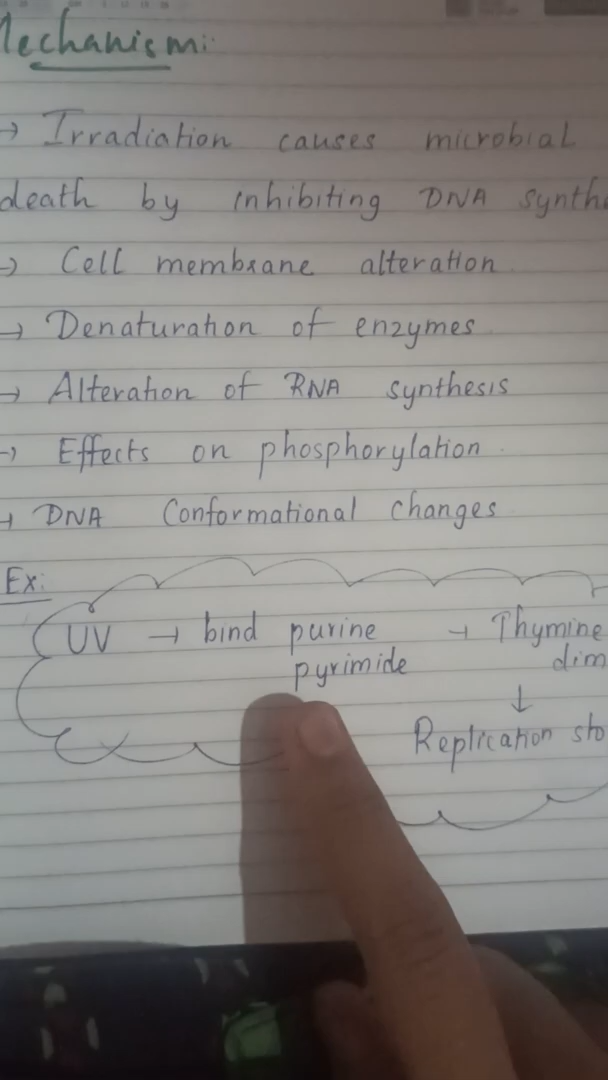 Mechanism:
→ Irradiation causes microbial
death by inhibiting DNA synth
→ Cell membrane alteration
→ Denaturation of enzymes
→ Alteration of RNA synthesis
→ Effects on phosphorylation
→ DNA Conformational changes
Ex:
UV → bind purine → Thymine
pyrimide dim
↓
Replication sto